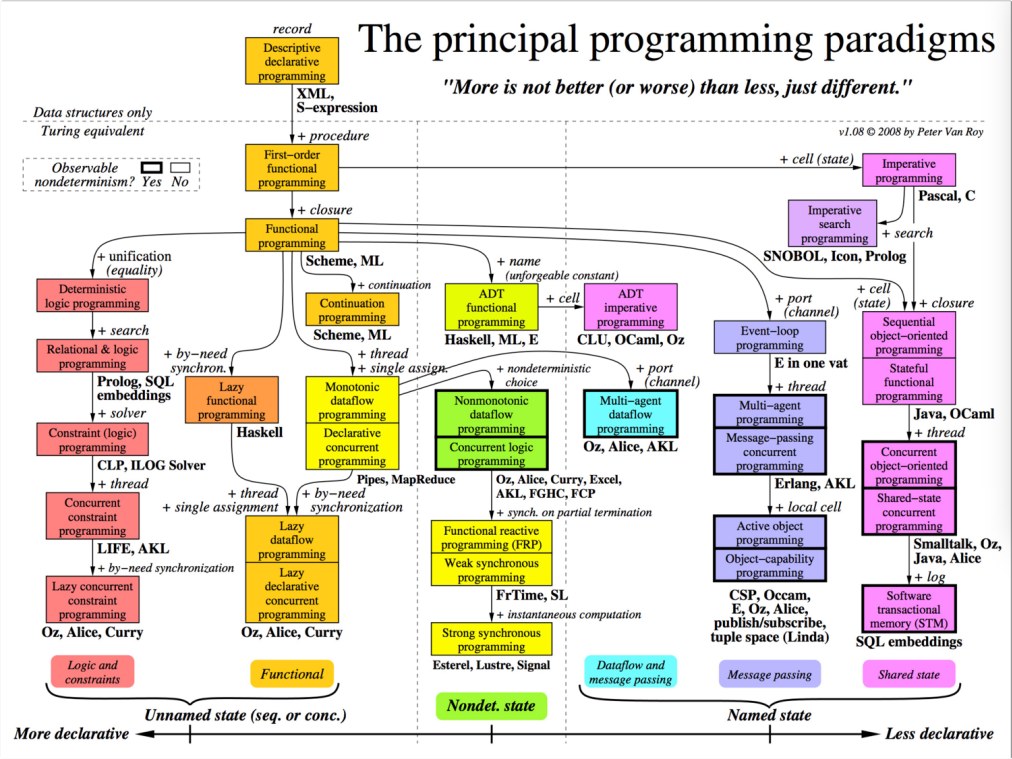 The principal programming paradigms
"More is not better (or worse) than less, just different."
v1.08 © 2008 by Peter Van Roy
record
Descriptive
declarative
programming
XML,
S−expression
Data structures only
Turing equivalent
+ procedure
Observable
nondeterminism?
Yes
No
First−order
functional
programming
+ cell (state)
Imperative
programming
Pascal, C
+ closure
Imperative
search
programming
+ search
SNOBOL, Icon, Prolog
Functional
programming
Scheme, ML
+ unification
(equality)
Deterministic
logic programming
+ search
Relational & logic
programming
Prolog, SQL
embeddings
+ solver
Constraint (logic)
programming
CLP, ILOG Solver
+ thread
Concurrent
constraint
programming
LIFE, AKL
+ by−need synchronization
Lazy concurrent
constraint
programming
Oz, Alice, Curry
+ continuation
Continuation
programming
Scheme, ML
+ by−need
synchron.
Lazy
functional
programming
Haskell
+ thread
+ single assign.
Monotonic
dataflow
programming
Declarative
concurrent
programming
Pipes, MapReduce
+ thread
+ single assignment
+ by−need
synchronization
Lazy
dataflow
programming
Lazy
declarative
concurrent
programming
Oz, Alice, Curry
+ name
(unforgeable constant)
ADT
functional
programming
Haskell, ML, E
+ cell
ADT
imperative
programming
CLU, OCaml, Oz
+ nondeterministic
choice
Nonmonotonic
dataflow
programming
Concurrent logic
programming
Oz, Alice, Curry, Excel,
AKL, FGHC, FCP
+ synch. on partial termination
Functional reactive
programming (FRP)
Weak synchronous
programming
FrTime, SL
+ instantaneous computation
Strong synchronous
programming
Esterel, Lustre, Signal
+ port
(channel)
Multi−agent
dataflow
programming
Oz, Alice, AKL
+ port
(channel)
Event−loop
programming
E in one vat
+ thread
Multi−agent
programming
Message−passing
concurrent
programming
Erlang, AKL
+ local cell
Active object
programming
Object−capability
programming
CSP, Occam,
E, Oz, Alice,
publish/subscribe,
tuple space (Linda)
+ cell
(state)
+ closure
Sequential
object−oriented
programming
Stateful
functional
programming
Java, OCaml
+ thread
Concurrent
object−oriented
programming
Shared−state
concurrent
programming
Smalltalk, Oz,
Java, Alice
+ log
Software
transactional
memory (STM)
SQL embeddings
Logic and
constraints
Functional
Dataflow and
message passing
Message passing
Shared state
Unnamed state (seq. or conc.)
Nondet. state
Named state
More declarative
Less declarative